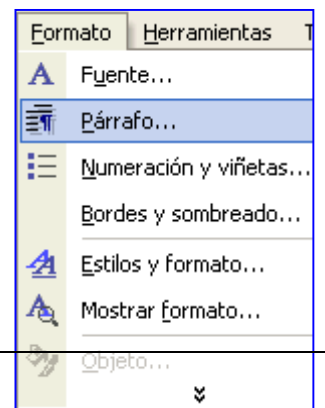 Formato Herramientas T
Fuente...
Párrafo...
Numeración y viñetas...
Bordes y sombreado...
Estilos y formato...
Mostrar formato...
Objeto...